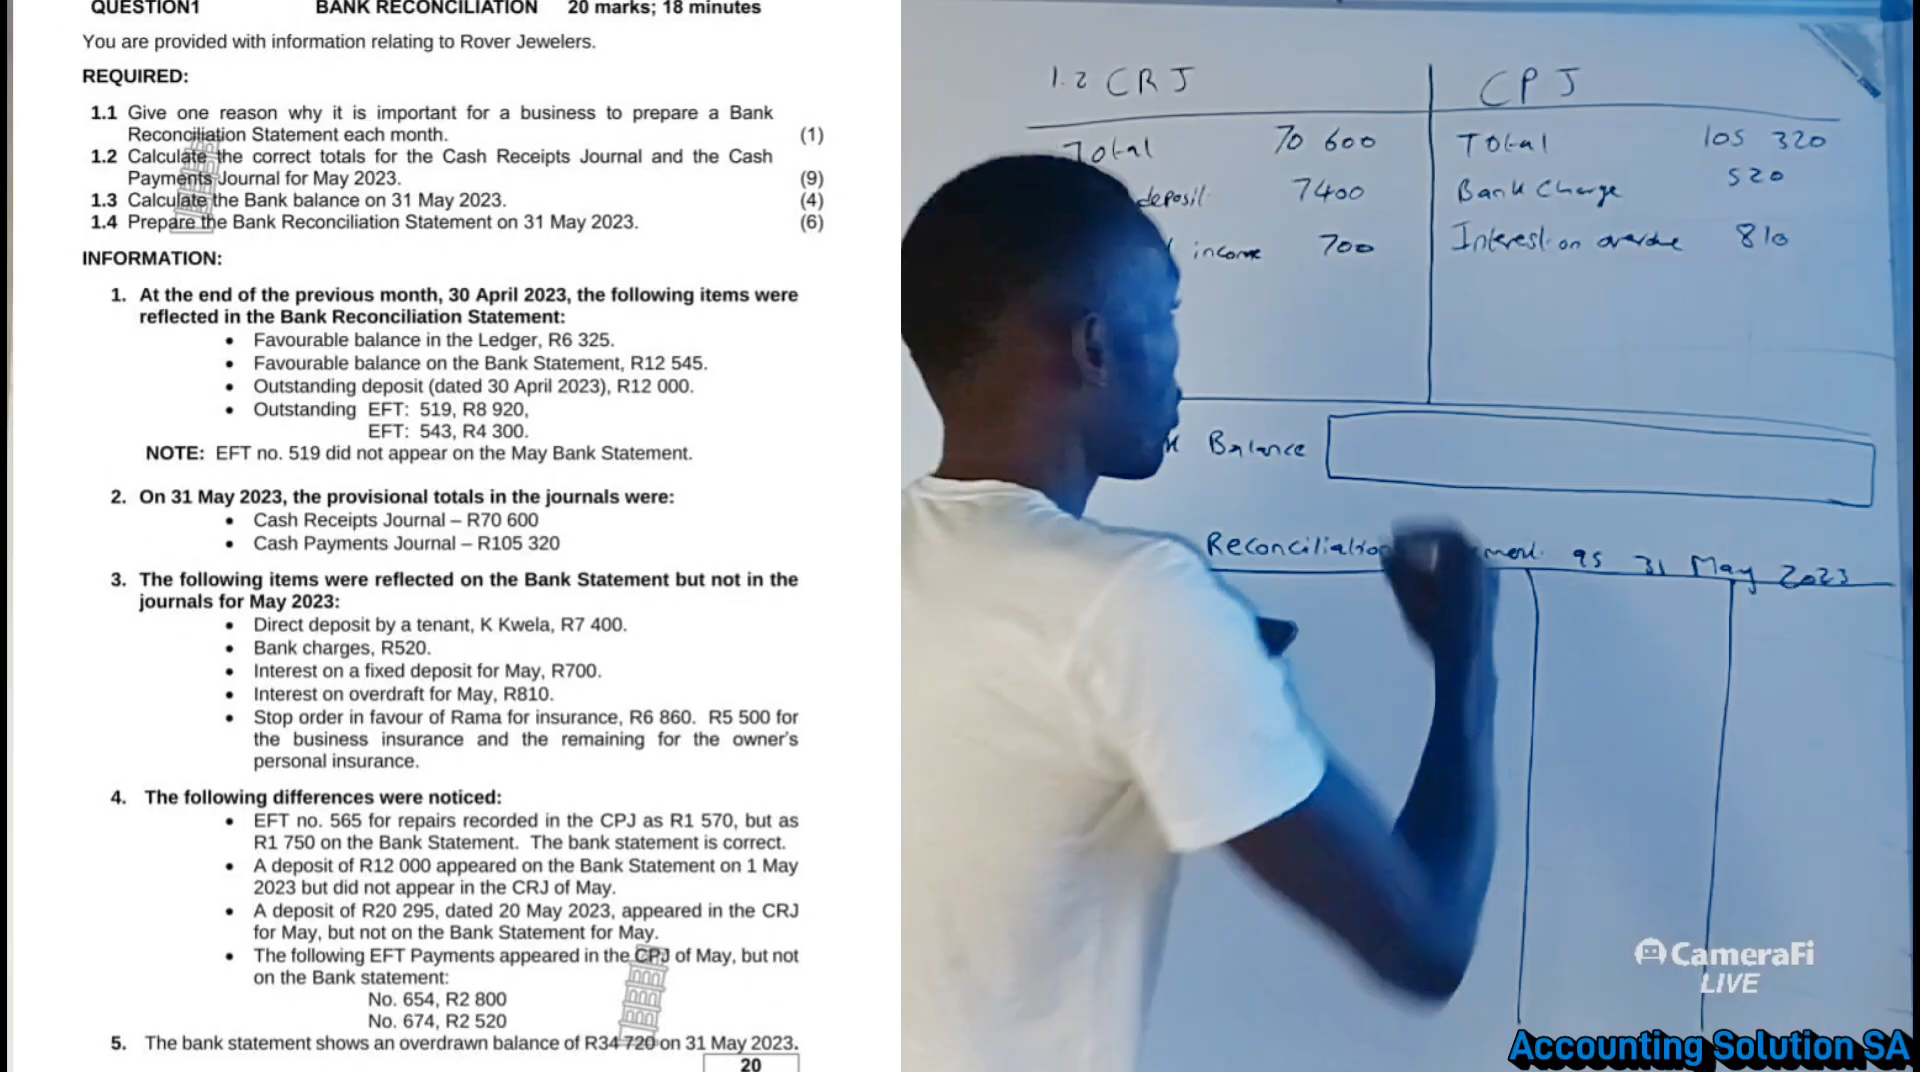 QUESTION1 BANK RECONCILIATION 20 marks; 18 minutes
You are provided with information relating to Rover Jewelers.
REQUIRED:
1.1 Give one reason why it is important for a business to prepare a Bank
Reconciliation Statement each month. (1)
1.2 Calculate the correct totals for the Cash Receipts Journal and the Cash
Payments Journal for May 2023. (9)
1.3 Calculate the Bank balance on 31 May 2023. (4)
1.4 Prepare the Bank Reconciliation Statement on 31 May 2023. (6)
INFORMATION:
1. At the end of the previous month, 30 April 2023, the following items were
reflected in the Bank Reconciliation Statement:
• Favourable balance in the Ledger, R6 325.
• Favourable balance on the Bank Statement, R12 545.
• Outstanding deposit (dated 30 April 2023), R12 000.
• Outstanding EFT: 519, R8 920,
EFT: 543, R4 300.
NOTE: EFT no. 519 did not appear on the May Bank Statement.
2. On 31 May 2023, the provisional totals in the journals were:
• Cash Receipts Journal – R70 600
• Cash Payments Journal – R105 320
3. The following items were reflected on the Bank Statement but not in the
journals for May 2023:
• Direct deposit by a tenant, K Kwela, R7 400.
• Bank charges, R520.
• Interest on a fixed deposit for May, R700.
• Interest on overdraft for May, R810.
• Stop order in favour of Rama for insurance, R6 860. R5 500 for
the business insurance and the remaining for the owner's
personal insurance.
4. The following differences were noticed:
• EFT no. 565 for repairs recorded in the CPJ as R1 570, but as
R1 750 on the Bank Statement. The bank statement is correct.
• A deposit of R12 000 appeared on the Bank Statement on 1 May
2023 but did not appear in the CRJ of May.
• A deposit of R20 295, dated 20 May 2023, appeared in the CRJ
for May, but not on the Bank Statement for May.
• The following EFT Payments appeared in the CPJ of May, but not
on the Bank statement:
No. 654, R2 800
No. 674, R2 520
5. The bank statement shows an overdrawn balance of R34 720 on 31 May 2023.
20
1.2 CRJ CPJ
Total 70 600 Total 105 320
deposit 7400 Bank Charge 520
income 700 Interest on overdue 810
Balance
Reconciliation as 31 May 2023
CameraFi
LIVE
Accounting Solution SA